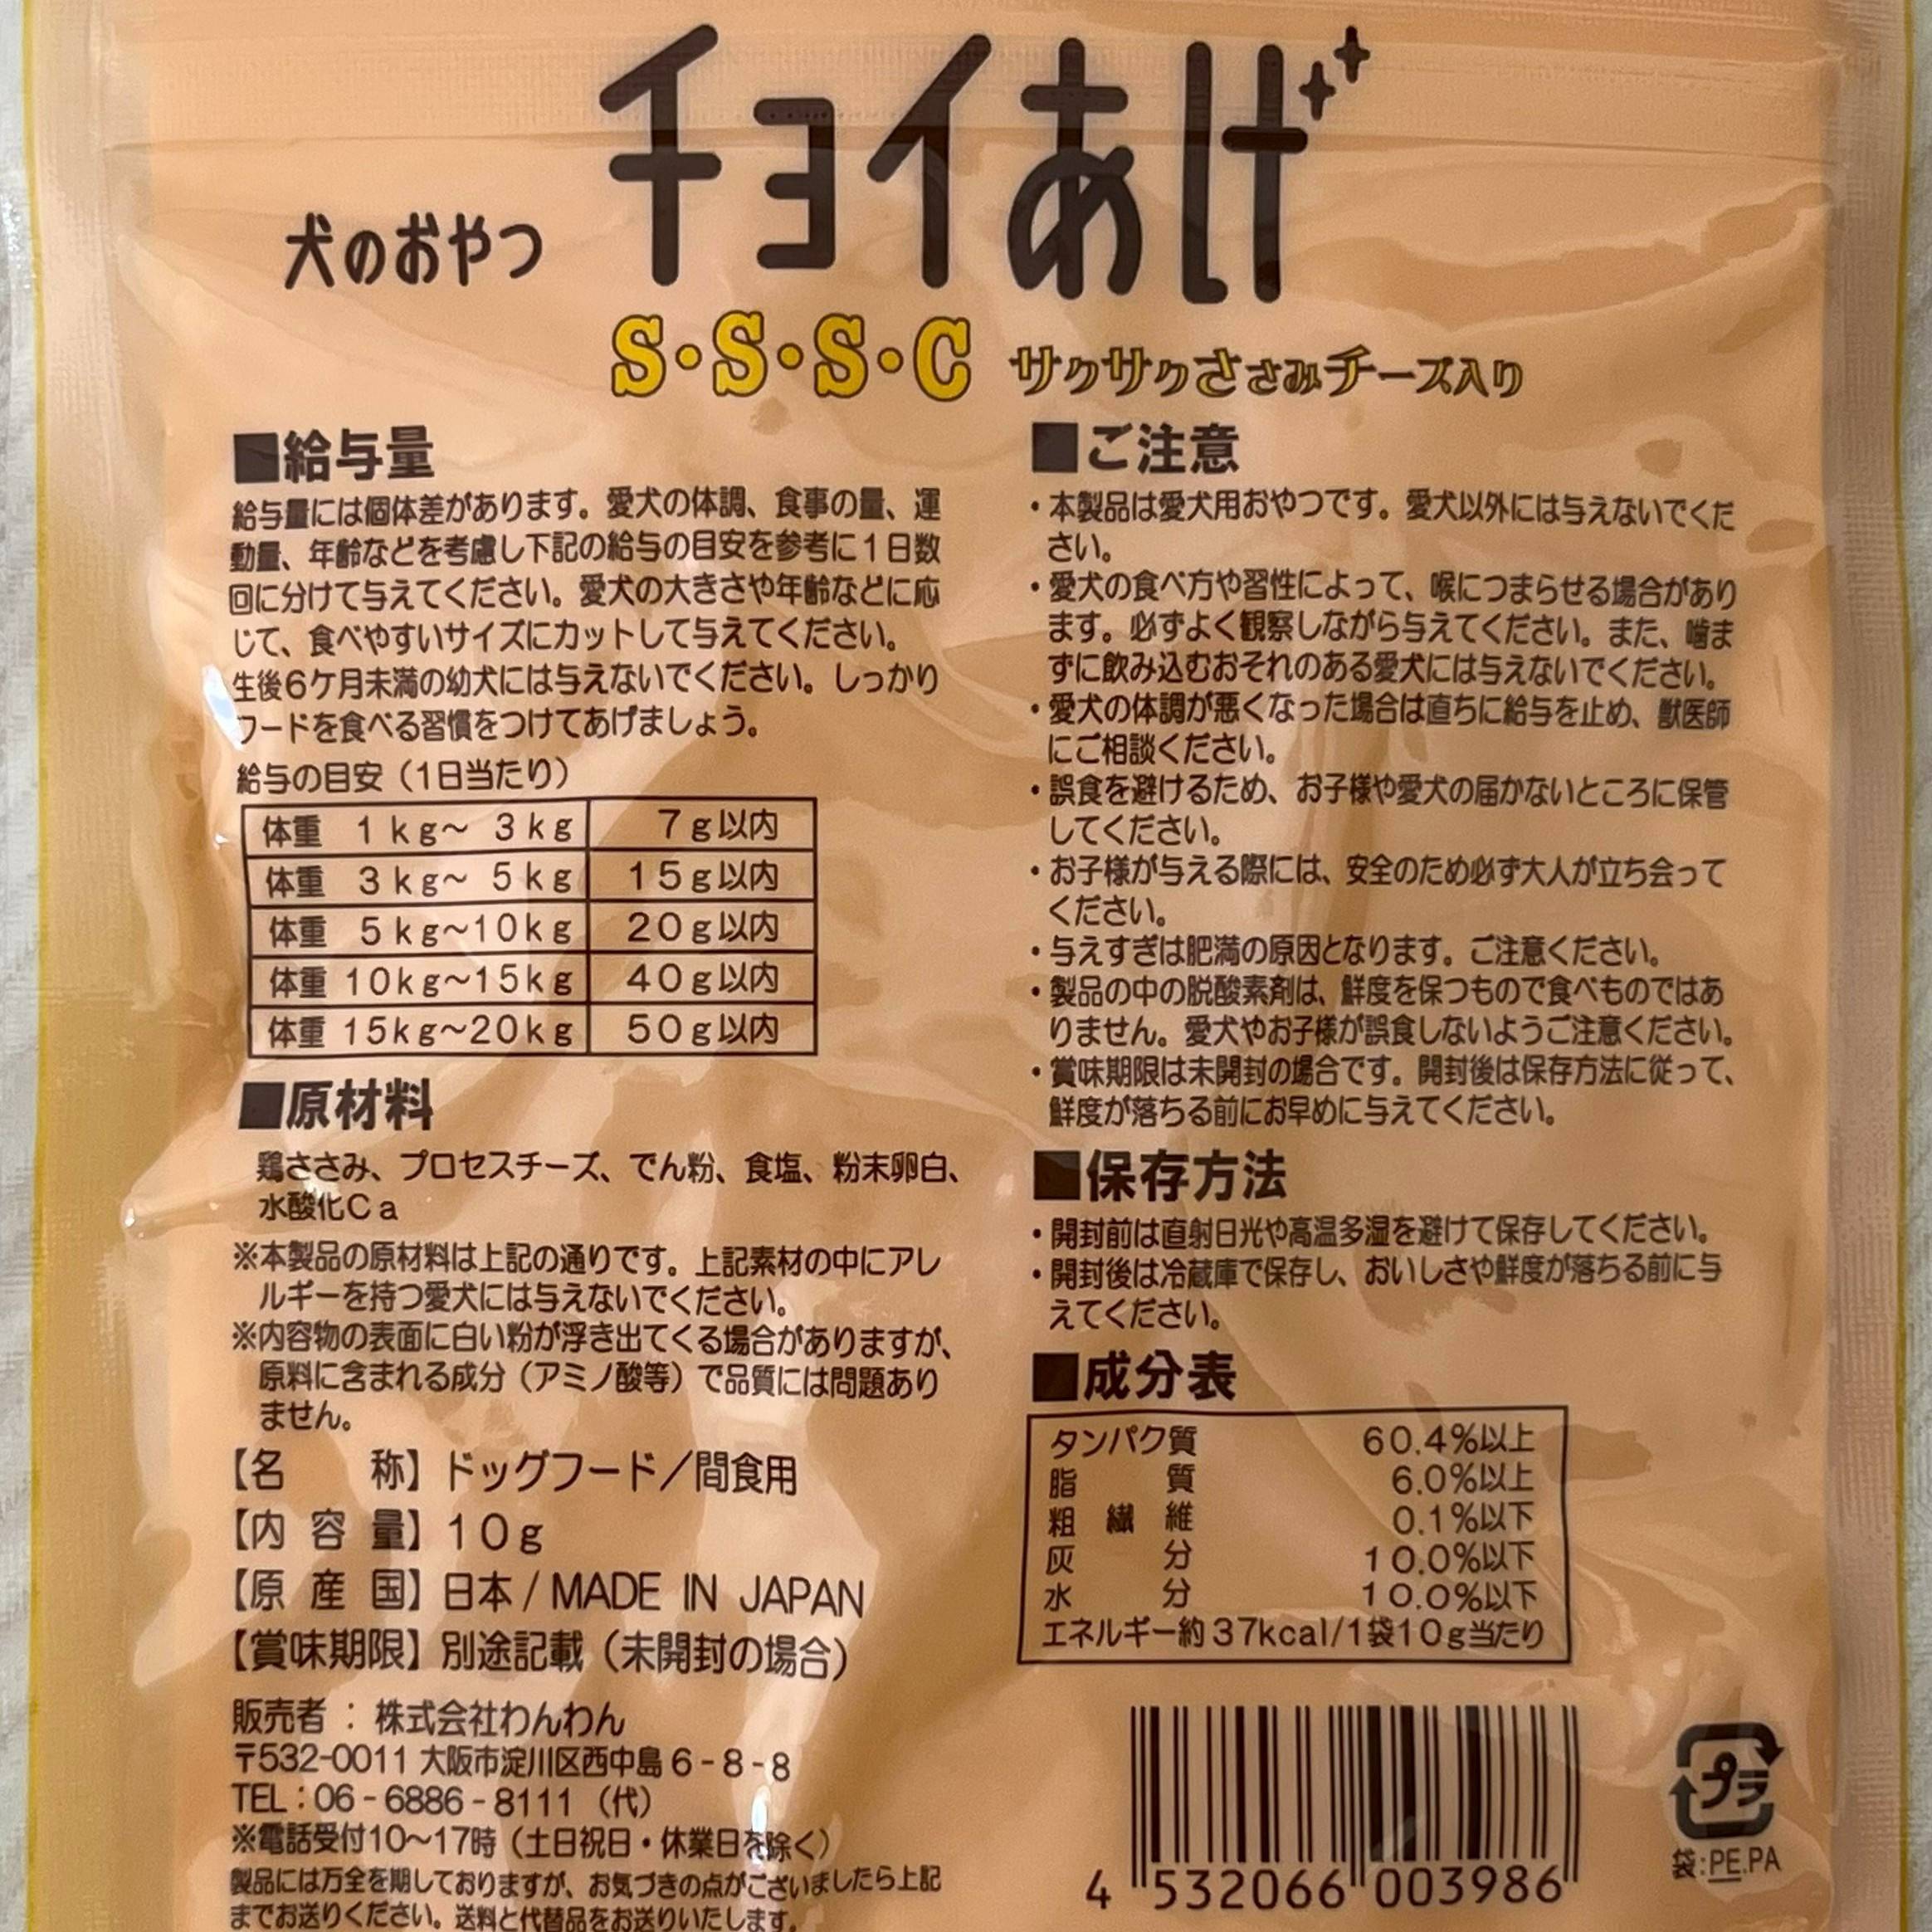 チョイあげ
犬のおやつ
S・S・S・C サクサクささみチーズ入り
■給与量
給与量には個体差があります。愛犬の体調、食事の量、運
動量、年齢などを考慮し下記の給与の目安を参考に1日数
回に分けて与えてください。愛犬の大きさや年齢などに応
じて、食べやすいサイズにカットして与えてください。
生後6ケ月未満の幼犬には与えないでください。しっかり
フードを食べる習慣をつけてあげましょう。
給与の目安（1日当たり）
体重 1kg～ 3kg 7g以内
体重 3kg～ 5kg 15g以内
体重 5kg～10kg 20g以内
体重 10kg～15kg 40g以内
体重 15kg～20kg 50g以内
■原材料
鶏ささみ、プロセスチーズ、でん粉、食塩、粉末卵白、
水酸化Ca
※本製品の原材料は上記の通りです。上記素材の中にアレ
ルギーを持つ愛犬には与えないでください。
※内容物の表面に白い粉が浮き出てくる場合がありますが、
原料に含まれる成分（アミノ酸等）で品質には問題あり
ません。
【名　　称】ドッグフード／間食用
【内 容 量】10g
【原 産 国】日本 / MADE IN JAPAN
【賞味期限】別途記載（未開封の場合）
販売者：株式会社わんわん
〒532-0011 大阪市淀川区西中島6-8-8
TEL：06-6886-8111（代）
※電話受付10～17時（土日祝日・休業日を除く）
製品には万全を期しておりますが、お気づきの点がございましたら上記
までお送りください。送料と代替品をお送りいたします。
■ご注意
・本製品は愛犬用おやつです。愛犬以外には与えないでくだ
さい。
・愛犬の食べ方や習性によって、喉につまらせる場合があり
ます。必ずよく観察しながら与えてください。また、噛ま
ずに飲み込むおそれのある愛犬には与えないでください。
・愛犬の体調が悪くなった場合は直ちに給与を止め、獣医師
にご相談ください。
・誤食を避けるため、お子様や愛犬の届かないところに保管
してください。
・お子様が与える際には、安全のため必ず大人が立ち会って
ください。
・与えすぎは肥満の原因となります。ご注意ください。
・製品の中の脱酸素剤は、鮮度を保つもので食べものではあ
りません。愛犬やお子様が誤食しないようご注意ください。
・賞味期限は未開封の場合です。開封後は保存方法に従って、
鮮度が落ちる前にお早めに与えてください。
■保存方法
・開封前は直射日光や高温多湿を避けて保存してください。
・開封後は冷蔵庫で保存し、おいしさや鮮度が落ちる前に与
えてください。
■成分表
タンパク質 60.4%以上
脂　　質 6.0%以上
粗 繊 維 0.1%以下
灰　　分 10.0%以下
水　　分 10.0%以下
エネルギー約37kcal/1袋10g当たり
4 532066 003986
プラ
袋:PE.PA